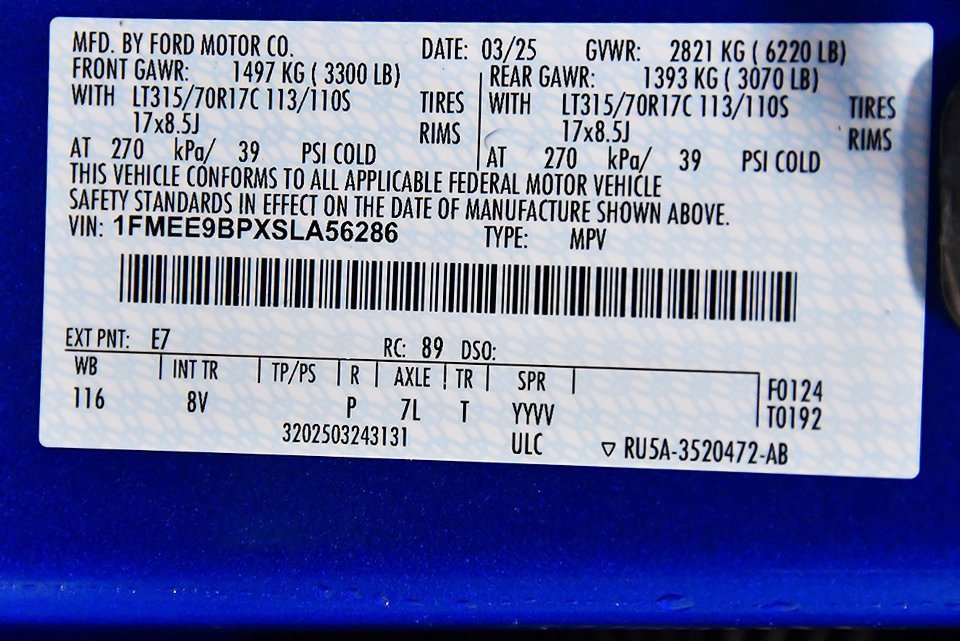 MFD. BY FORD MOTOR CO. DATE: 03/25 GVWR: 2821 KG ( 6220 LB)
FRONT GAWR: 1497 KG ( 3300 LB) REAR GAWR: 1393 KG ( 3070 LB)
WITH LT315/70R17C 113/110S TIRES WITH LT315/70R17C 113/110S TIRES
17x8.5J RIMS 17x8.5J RIMS
AT 270 kPa/ 39 PSI COLD AT 270 kPa/ 39 PSI COLD
THIS VEHICLE CONFORMS TO ALL APPLICABLE FEDERAL MOTOR VEHICLE
SAFETY STANDARDS IN EFFECT ON THE DATE OF MANUFACTURE SHOWN ABOVE.
VIN: 1FMEE9BPXSLA56286 TYPE: MPV
EXT PNT: E7 RC: 89 DSO:
WB INT TR TP/PS R AXLE TR SPR F0124
116 8V P 7L T YYVV T0192
3202503243131 ULC ▽ RU5A-3520472-AB